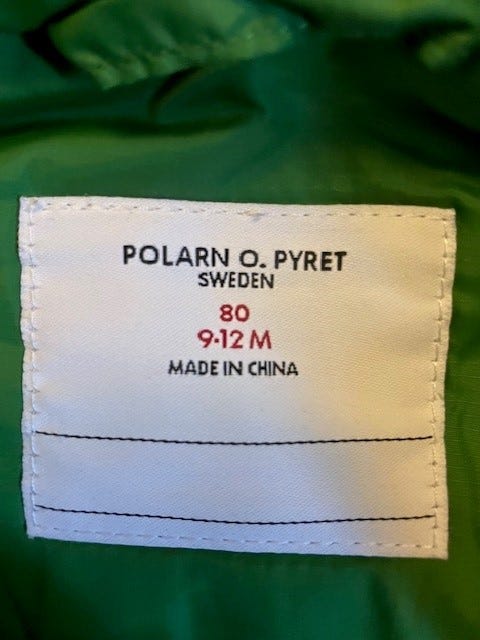 POLARN O. PYRET
SWEDEN
80
9-12 M
MADE IN CHINA